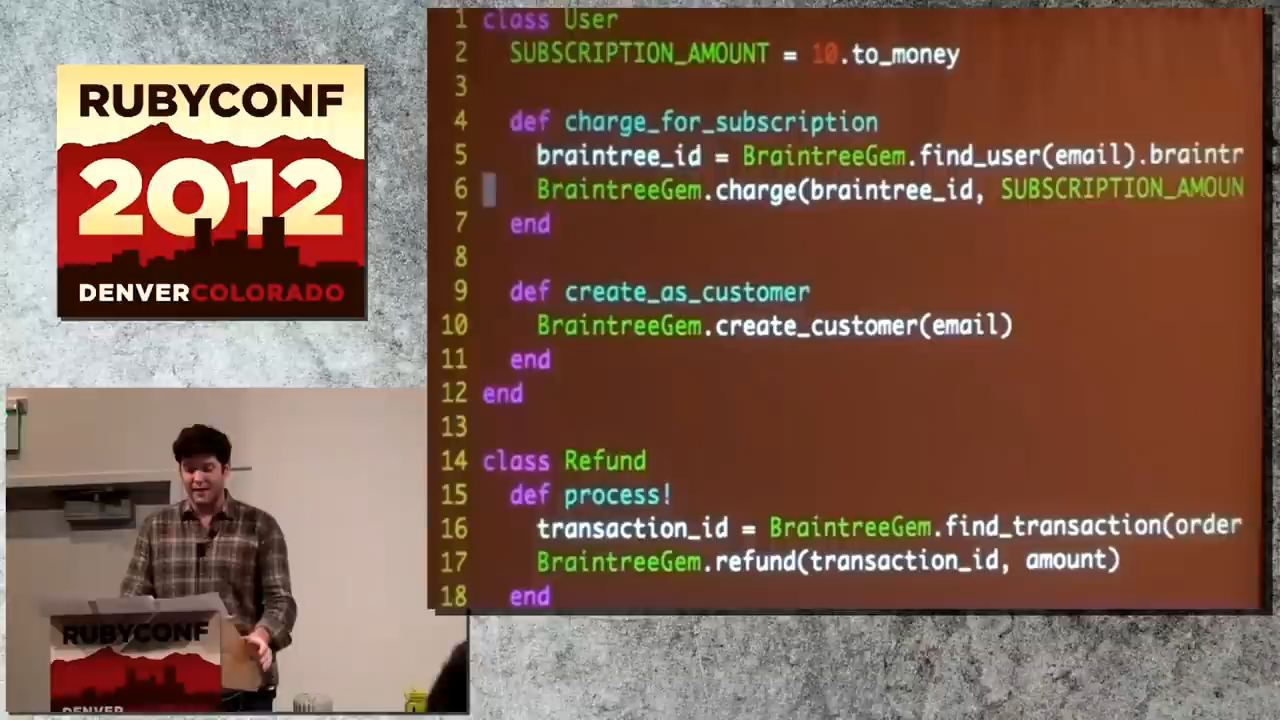 RUBYCONF
2012
DENVERCOLORADO
RUBYCONF
DENVER
1 class User
2 SUBSCRIPTION_AMOUNT = 10.to_money
3
4 def charge_for_subscription
5 braintree_id = BraintreeGem.find_user(email).braintr
6 BraintreeGem.charge(braintree_id, SUBSCRIPTION_AMOUN
7 end
8
9 def create_as_customer
10 BraintreeGem.create_customer(email)
11 end
12 end
13
14 class Refund
15 def process!
16 transaction_id = BraintreeGem.find_transaction(order
17 BraintreeGem.refund(transaction_id, amount)
18 end